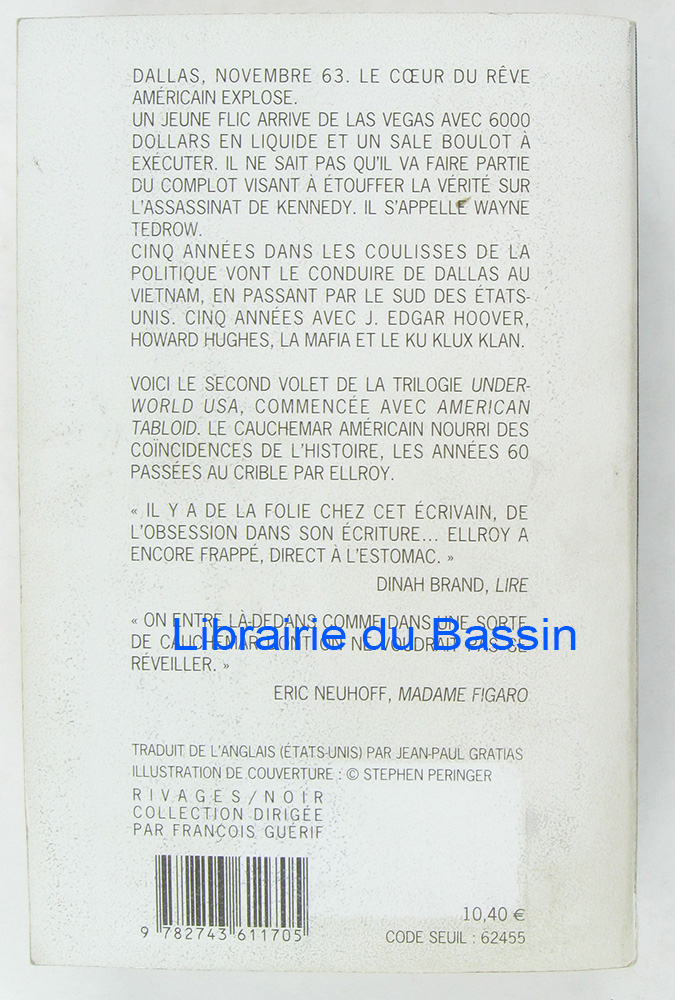 DALLAS, NOVEMBRE 63. LE CŒUR DU RÊVE
AMÉRICAIN EXPLOSE.
UN JEUNE FLIC ARRIVE DE LAS VEGAS AVEC 6000
DOLLARS EN LIQUIDE ET UN SALE BOULOT À
EXÉCUTER. IL NE SAIT PAS QU'IL VA FAIRE PARTIE
DU COMPLOT VISANT À ÉTOUFFER LA VÉRITÉ SUR
L'ASSASSINAT DE KENNEDY. IL S'APPELLE WAYNE
TEDROW.
CINQ ANNÉES DANS LES COULISSES DE LA
POLITIQUE VONT LE CONDUIRE DE DALLAS AU
VIETNAM, EN PASSANT PAR LE SUD DES ÉTATS-
UNIS. CINQ ANNÉES AVEC J. EDGAR HOOVER,
HOWARD HUGHES, LA MAFIA ET LE KU KLUX KLAN.
VOICI LE SECOND VOLET DE LA TRILOGIE UNDER-
WORLD USA, COMMENCÉE AVEC AMERICAN
TABLOID. LE CAUCHEMAR AMÉRICAIN NOURRI DES
COÏNCIDENCES DE L'HISTOIRE, LES ANNÉES 60
PASSÉES AU CRIBLE PAR ELLROY.
« IL Y A DE LA FOLIE CHEZ CET ÉCRIVAIN, DE
L'OBSESSION DANS SON ÉCRITURE... ELLROY A
ENCORE FRAPPÉ, DIRECT À L'ESTOMAC. »
DINAH BRAND, LIRE
« ON ENTRE LÀ-DEDANS COMME DANS UNE SORTE
Librairie du Bassin
DE CAUCHEMAR DONT ON NE VOUDRAIT PAS SE
RÉVEILLER. »
ERIC NEUHOFF, MADAME FIGARO
TRADUIT DE L'ANGLAIS (ÉTATS-UNIS) PAR JEAN-PAUL GRATIAS
ILLUSTRATION DE COUVERTURE : © STEPHEN PERINGER
RIVAGES/NOIR
COLLECTION DIRIGÉE
PAR FRANÇOIS GUÉRIF
9 782743 611705
10,40 €
CODE SEUIL : 62455